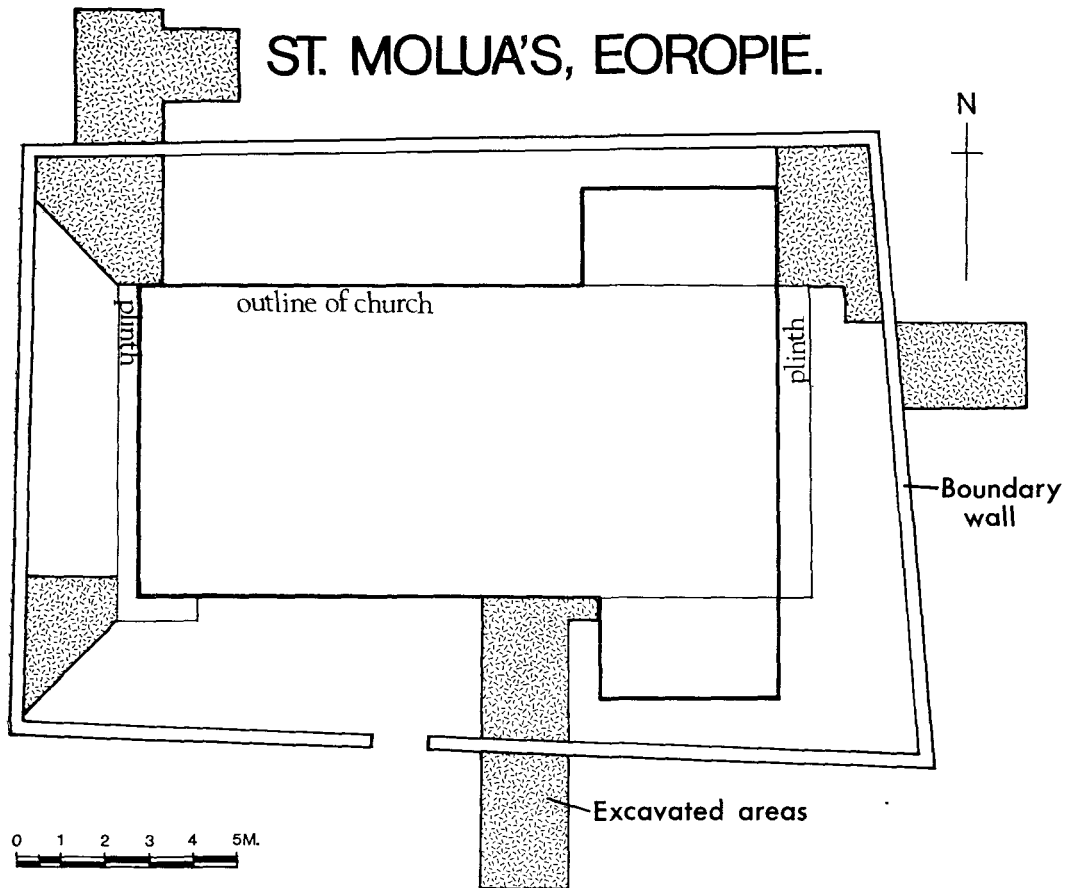 ST. MOLUA'S, EOROPIE.
N
outline of church
plinth
plinth
Boundary
wall
Excavated areas
0 1 2 3 4 5M.